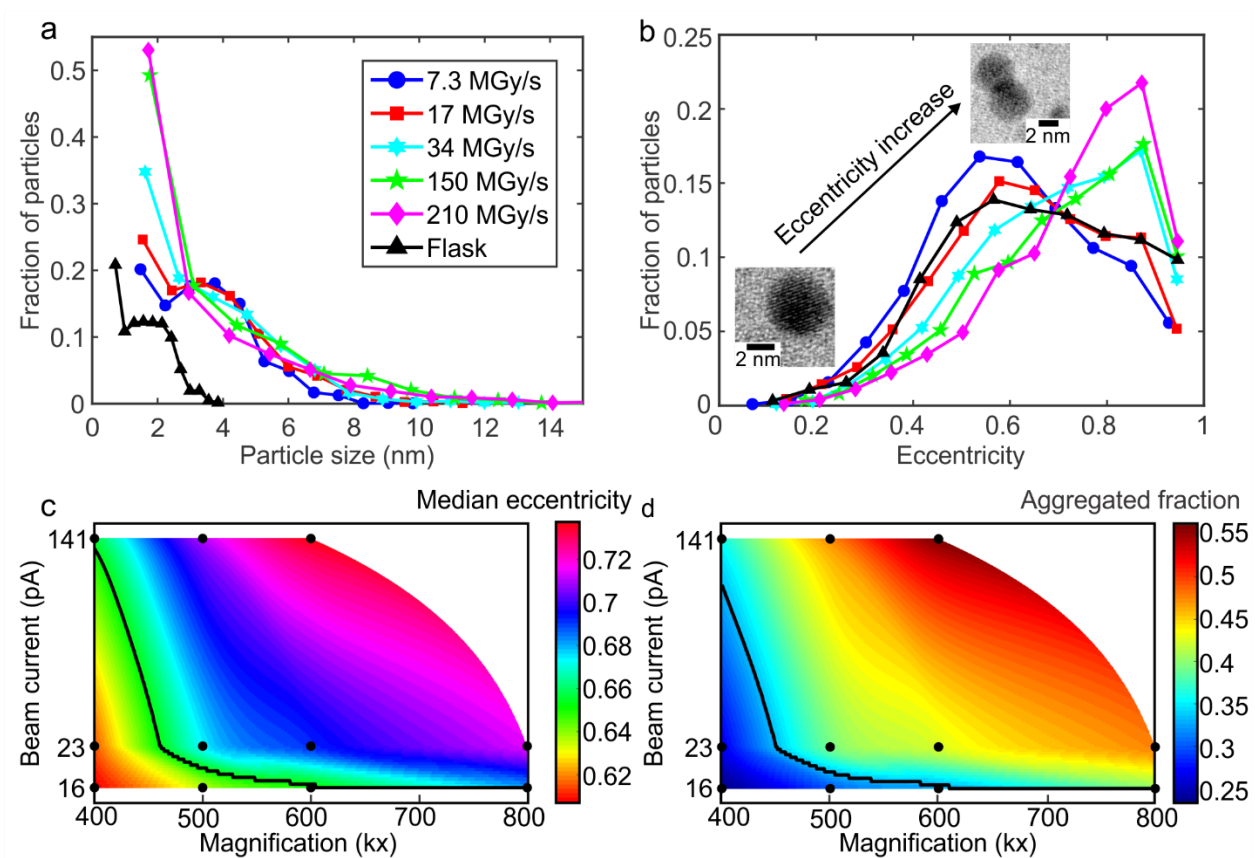 a
Fraction of particles
0.5
0.4
0.3
0.2
0.1
0
0 2 4 6 8 10 12 14
Particle size (nm)
7.3 MGy/s
17 MGy/s
34 MGy/s
150 MGy/s
210 MGy/s
Flask
b
Fraction of particles
0.25
0.20
0.15
0.10
0.05
0
0 0.2 0.4 0.6 0.8 1
Eccentricity
Eccentricity increase
2 nm
2 nm
c
Median eccentricity
Beam current (pA)
141
23
16
400 500 600 700 800
Magnification (kx)
0.72
0.7
0.68
0.66
0.64
0.62
d
Aggregated fraction
Beam current (pA)
141
23
16
400 500 600 700 800
Magnification (kx)
0.55
0.5
0.45
0.4
0.35
0.3
0.25